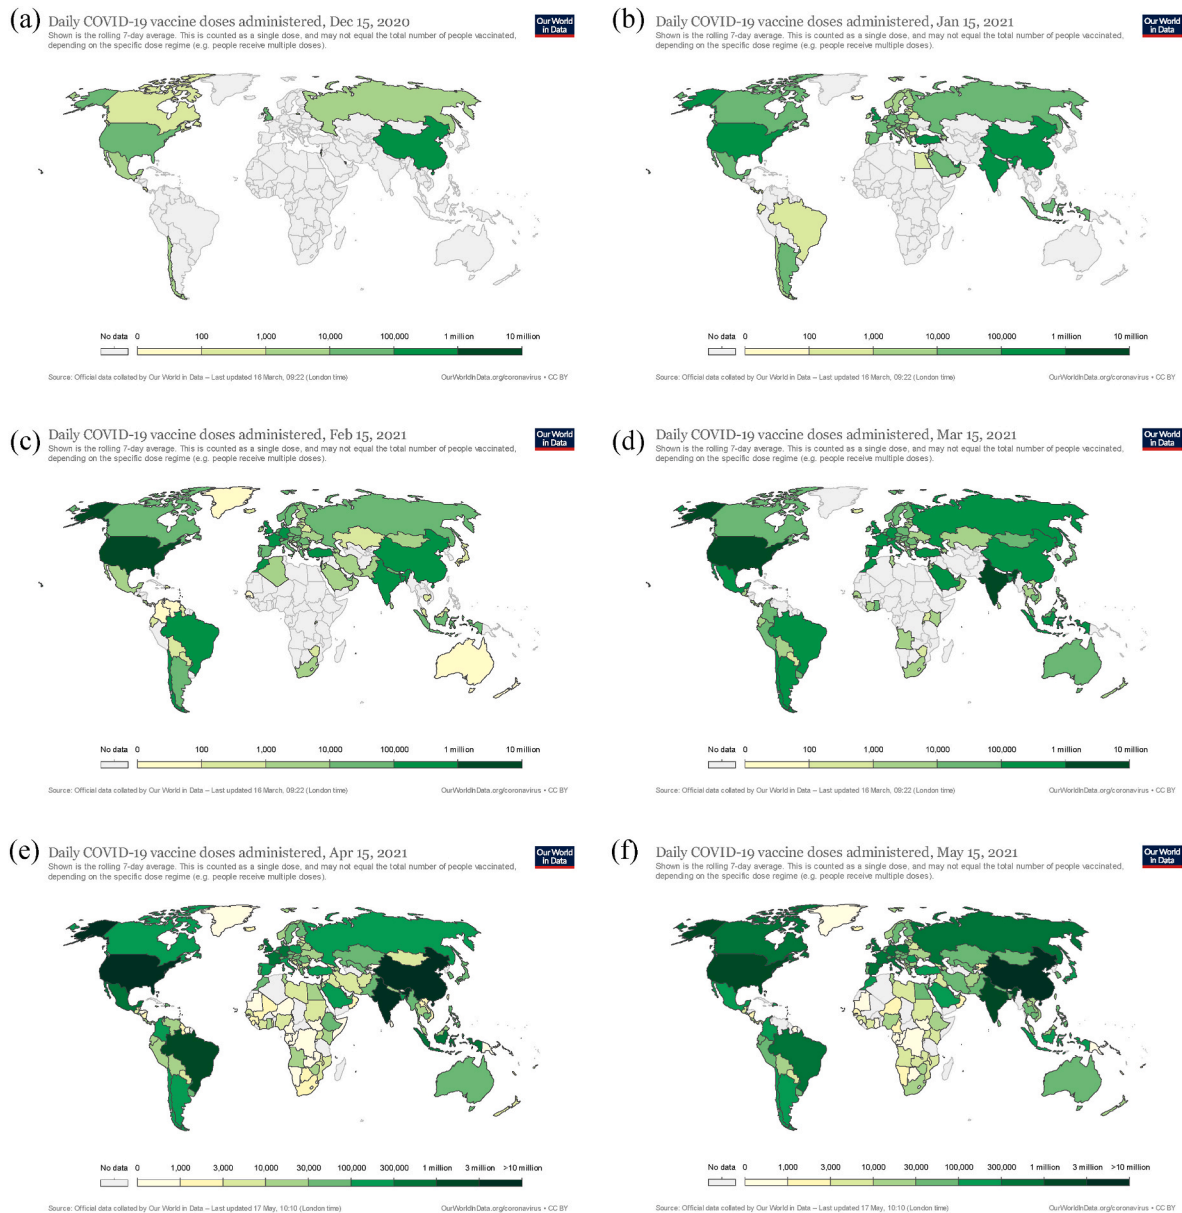 (a)
Daily COVID-19 vaccine doses administered, Dec 15, 2020
Shown is the rolling 7-day average. This is counted as a single dose, and may not equal the total number of people vaccinated,
depending on the specific dose regime (e.g. people receive multiple doses).
Our World
in Data
No data 0 100 1,000 10,000 100,000 1 million 10 million
Source: Official data collated by Our World in Data – Last updated 16 March, 09:22 (London time) OurWorldInData.org/coronavirus • CC BY
(b)
Daily COVID-19 vaccine doses administered, Jan 15, 2021
Shown is the rolling 7-day average. This is counted as a single dose, and may not equal the total number of people vaccinated,
depending on the specific dose regime (e.g. people receive multiple doses).
Our World
in Data
No data 0 100 1,000 10,000 100,000 1 million 10 million
Source: Official data collated by Our World in Data – Last updated 16 March, 09:22 (London time) OurWorldInData.org/coronavirus • CC BY
(c)
Daily COVID-19 vaccine doses administered, Feb 15, 2021
Shown is the rolling 7-day average. This is counted as a single dose, and may not equal the total number of people vaccinated,
depending on the specific dose regime (e.g. people receive multiple doses).
Our World
in Data
No data 0 100 1,000 10,000 100,000 1 million 10 million
Source: Official data collated by Our World in Data – Last updated 16 March, 09:22 (London time) OurWorldInData.org/coronavirus • CC BY
(d)
Daily COVID-19 vaccine doses administered, Mar 15, 2021
Shown is the rolling 7-day average. This is counted as a single dose, and may not equal the total number of people vaccinated,
depending on the specific dose regime (e.g. people receive multiple doses).
Our World
in Data
No data 0 100 1,000 10,000 100,000 1 million 10 million
Source: Official data collated by Our World in Data – Last updated 16 March, 09:22 (London time) OurWorldInData.org/coronavirus • CC BY
(e)
Daily COVID-19 vaccine doses administered, Apr 15, 2021
Shown is the rolling 7-day average. This is counted as a single dose, and may not equal the total number of people vaccinated,
depending on the specific dose regime (e.g. people receive multiple doses).
Our World
in Data
No data 0 1,000 3,000 10,000 30,000 100,000 300,000 1 million 3 million >10 million
Source: Official data collated by Our World in Data – Last updated 17 May, 10:10 (London time) OurWorldInData.org/coronavirus • CC BY
(f)
Daily COVID-19 vaccine doses administered, May 15, 2021
Shown is the rolling 7-day average. This is counted as a single dose, and may not equal the total number of people vaccinated,
depending on the specific dose regime (e.g. people receive multiple doses).
Our World
in Data
No data 0 1,000 3,000 10,000 30,000 100,000 300,000 1 million 3 million >10 million
Source: Official data collated by Our World in Data – Last updated 17 May, 10:10 (London time) OurWorldInData.org/coronavirus • CC BY